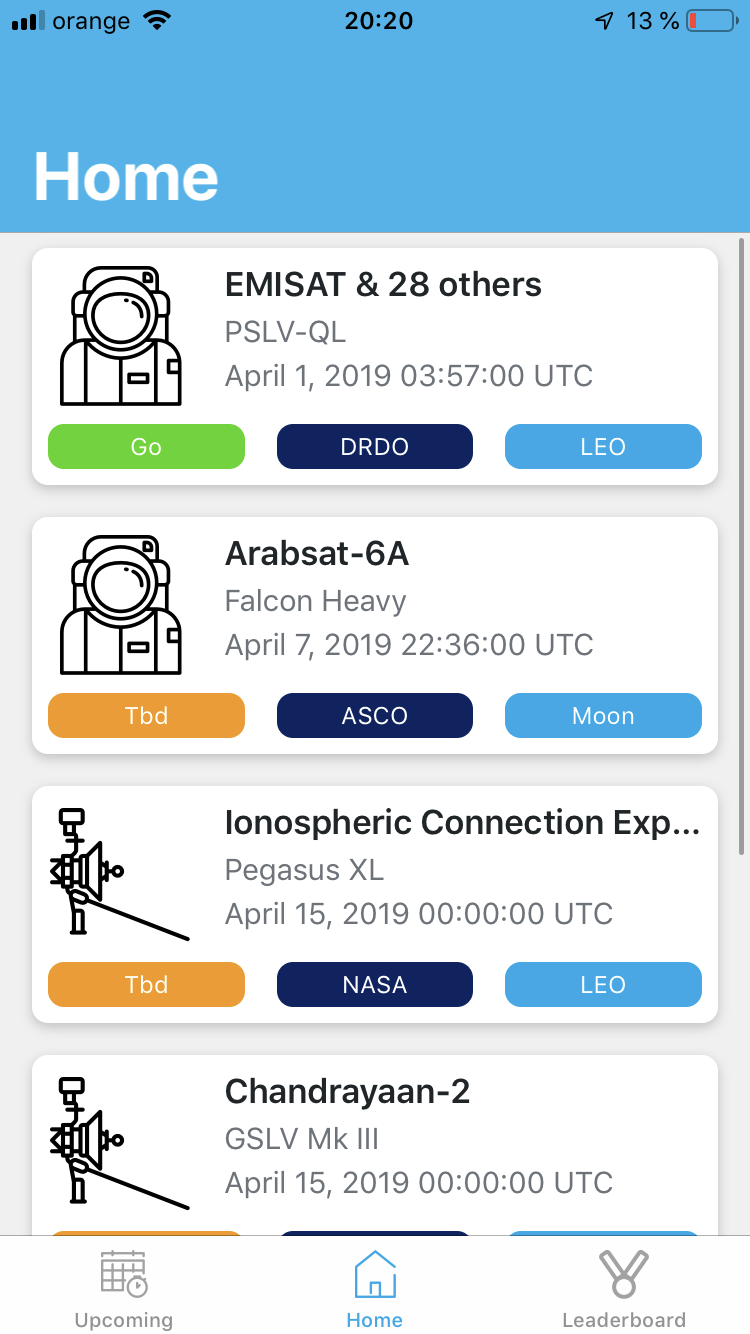 orange 20:20 13 %
Home
EMISAT & 28 others
PSLV-QL
April 1, 2019 03:57:00 UTC
Go DRDO LEO
Arabsat-6A
Falcon Heavy
April 7, 2019 22:36:00 UTC
Tbd ASCO Moon
Ionospheric Connection Exp...
Pegasus XL
April 15, 2019 00:00:00 UTC
Tbd NASA LEO
Chandrayaan-2
GSLV Mk III
April 15, 2019 00:00:00 UTC
Upcoming Home Leaderboard